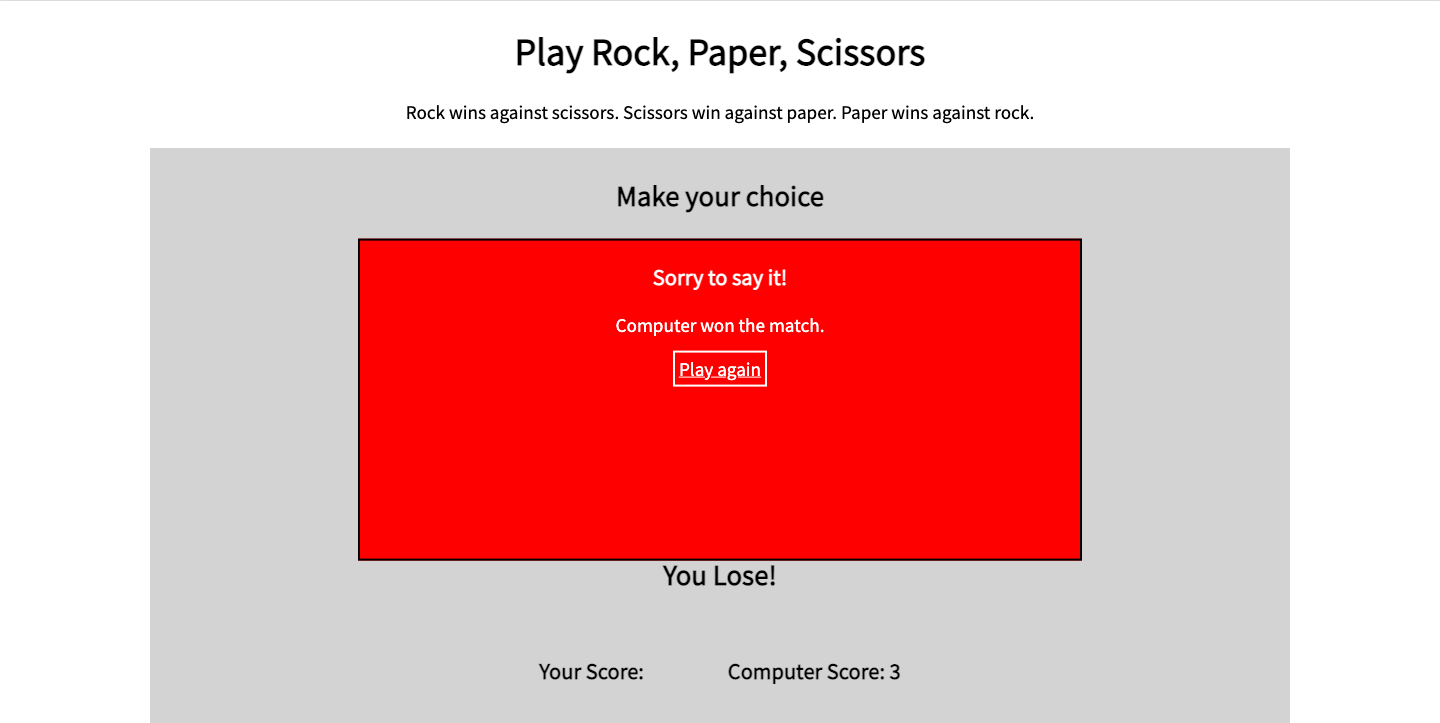 Play Rock, Paper, Scissors
Rock wins against scissors. Scissors win against paper. Paper wins against rock.
Make your choice
Sorry to say it!
Computer won the match.
Play again
You Lose!
Your Score: Computer Score: 3